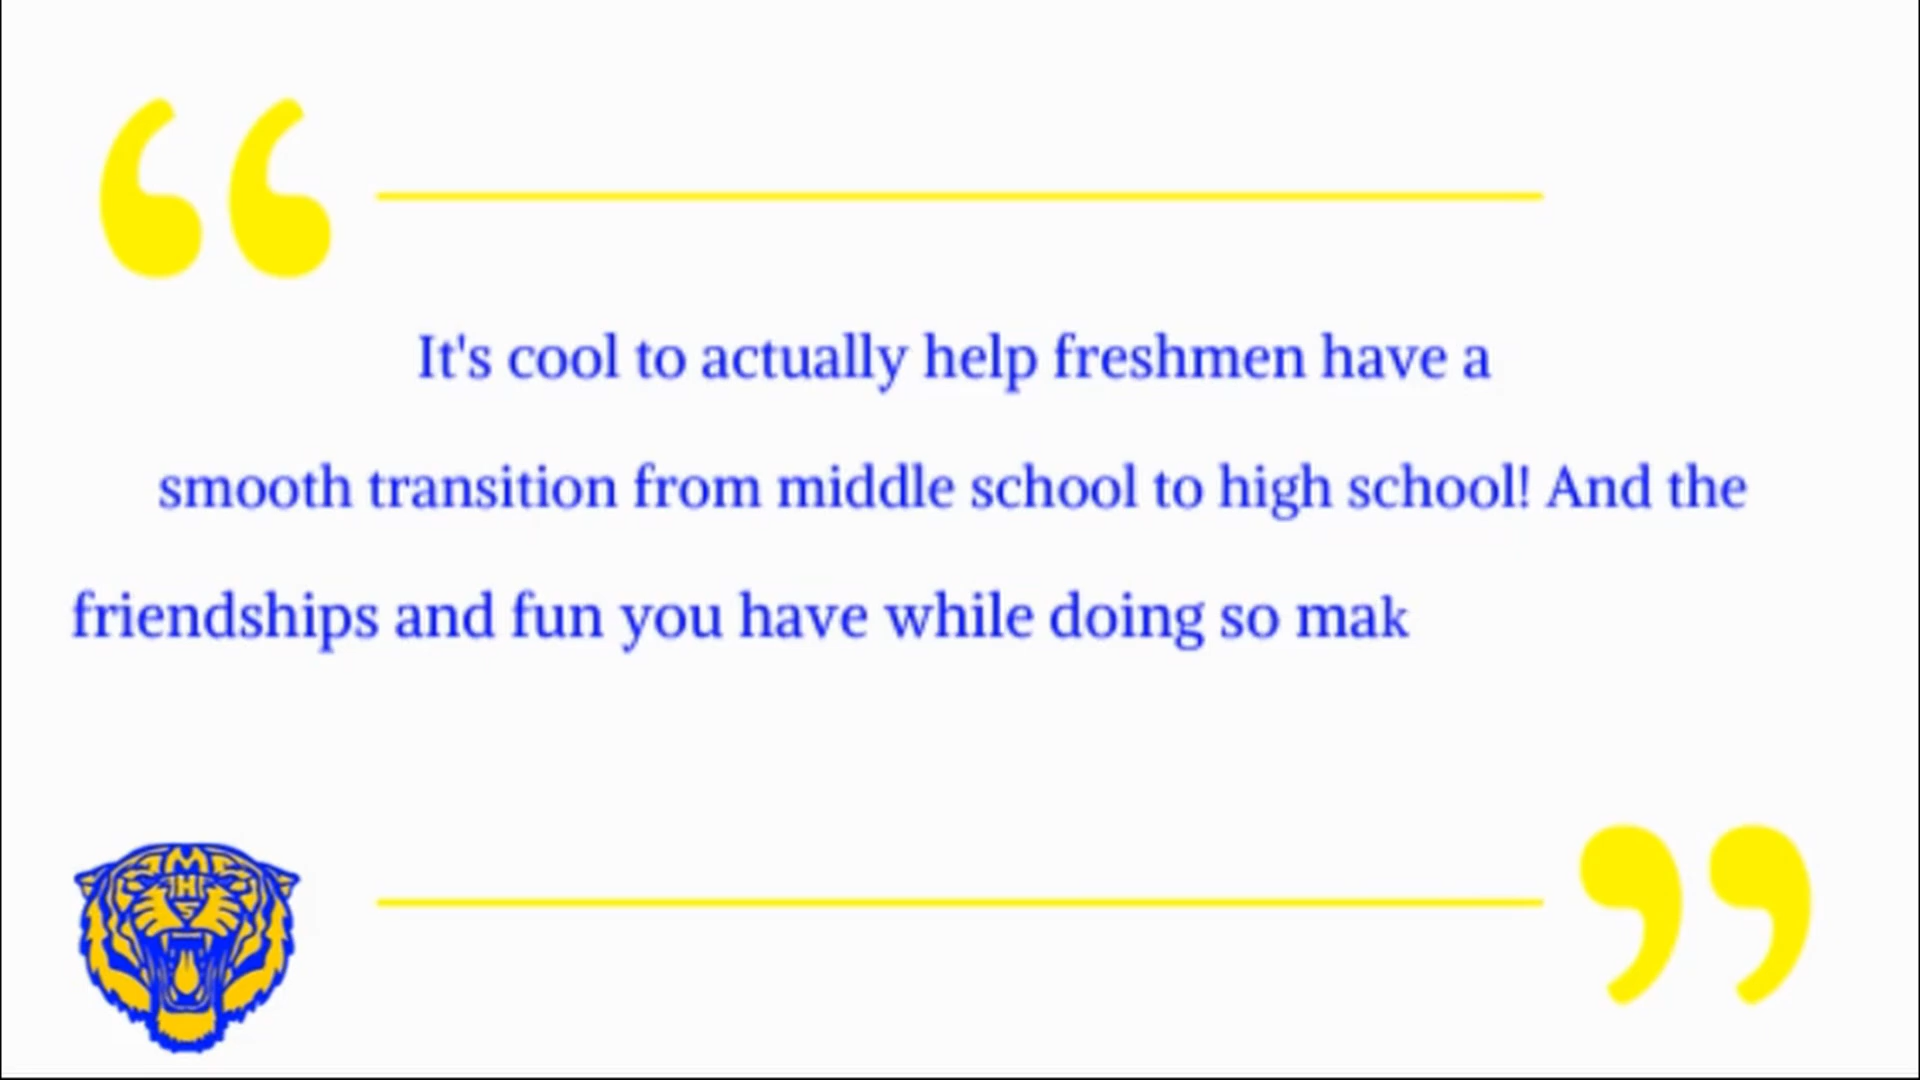 It's cool to actually help freshmen have a
smooth transition from middle school to high school! And the
friendships and fun you have while doing so mak
M
H
S